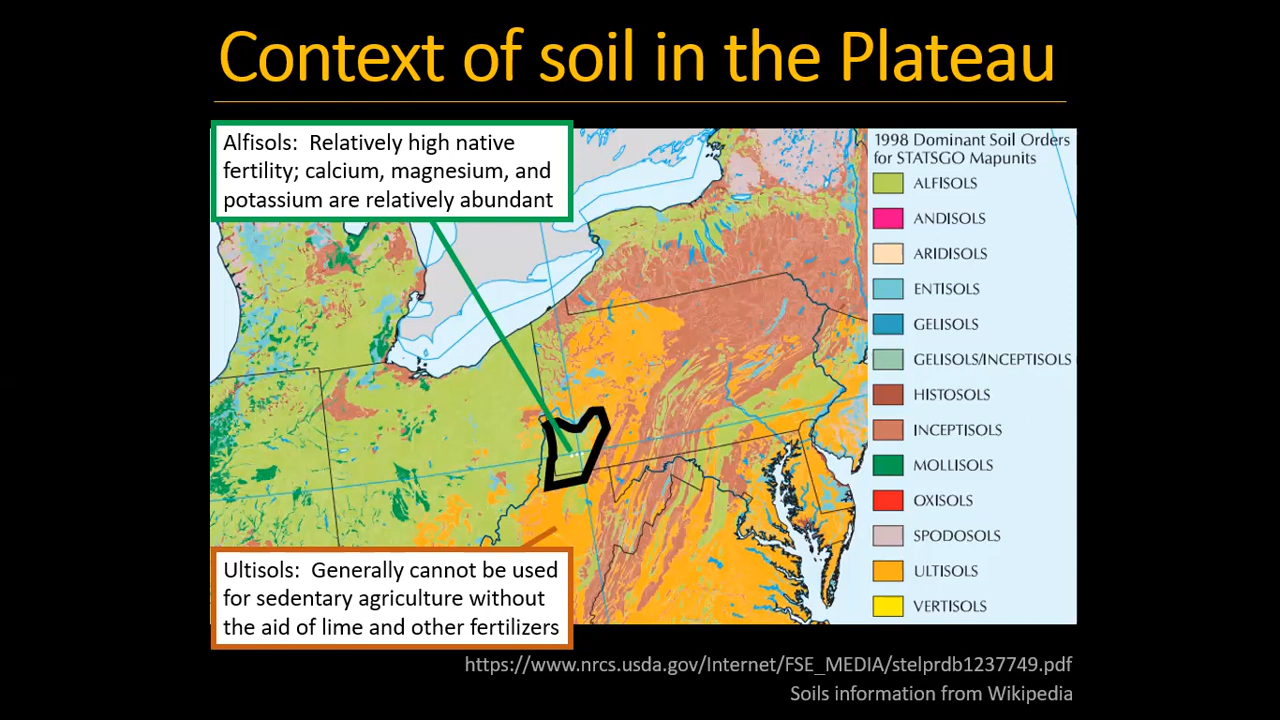 Context of soil in the Plateau
Alfisols:  Relatively high native
fertility; calcium, magnesium, and
potassium are relatively abundant
1998 Dominant Soil Orders
for STATSGO Mapunits
ALFISOLS
ANDISOLS
ARIDISOLS
ENTISOLS
GELISOLS
GELISOLS/INCEPTISOLS
HISTOSOLS
INCEPTISOLS
MOLLISOLS
OXISOLS
SPODOSOLS
ULTISOLS
VERTISOLS
Ultisols:  Generally cannot be used
for sedentary agriculture without
the aid of lime and other fertilizers
https://www.nrcs.usda.gov/Internet/FSE_MEDIA/stelprdb1237749.pdf
Soils information from Wikipedia